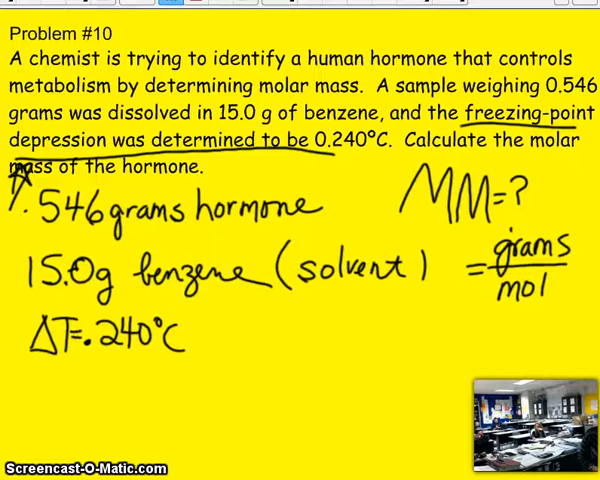 Problem #10
A chemist is trying to identify a human hormone that controls
metabolism by determining molar mass. A sample weighing 0.546
grams was dissolved in 15.0 g of benzene, and the freezing-point
depression was determined to be 0.240°C. Calculate the molar
mass of the hormone.
.546 grams hormone
MM=?
15.0g benzene (solvent)
= grams
mol
ΔT=.240°C
Screencast-O-Matic.com